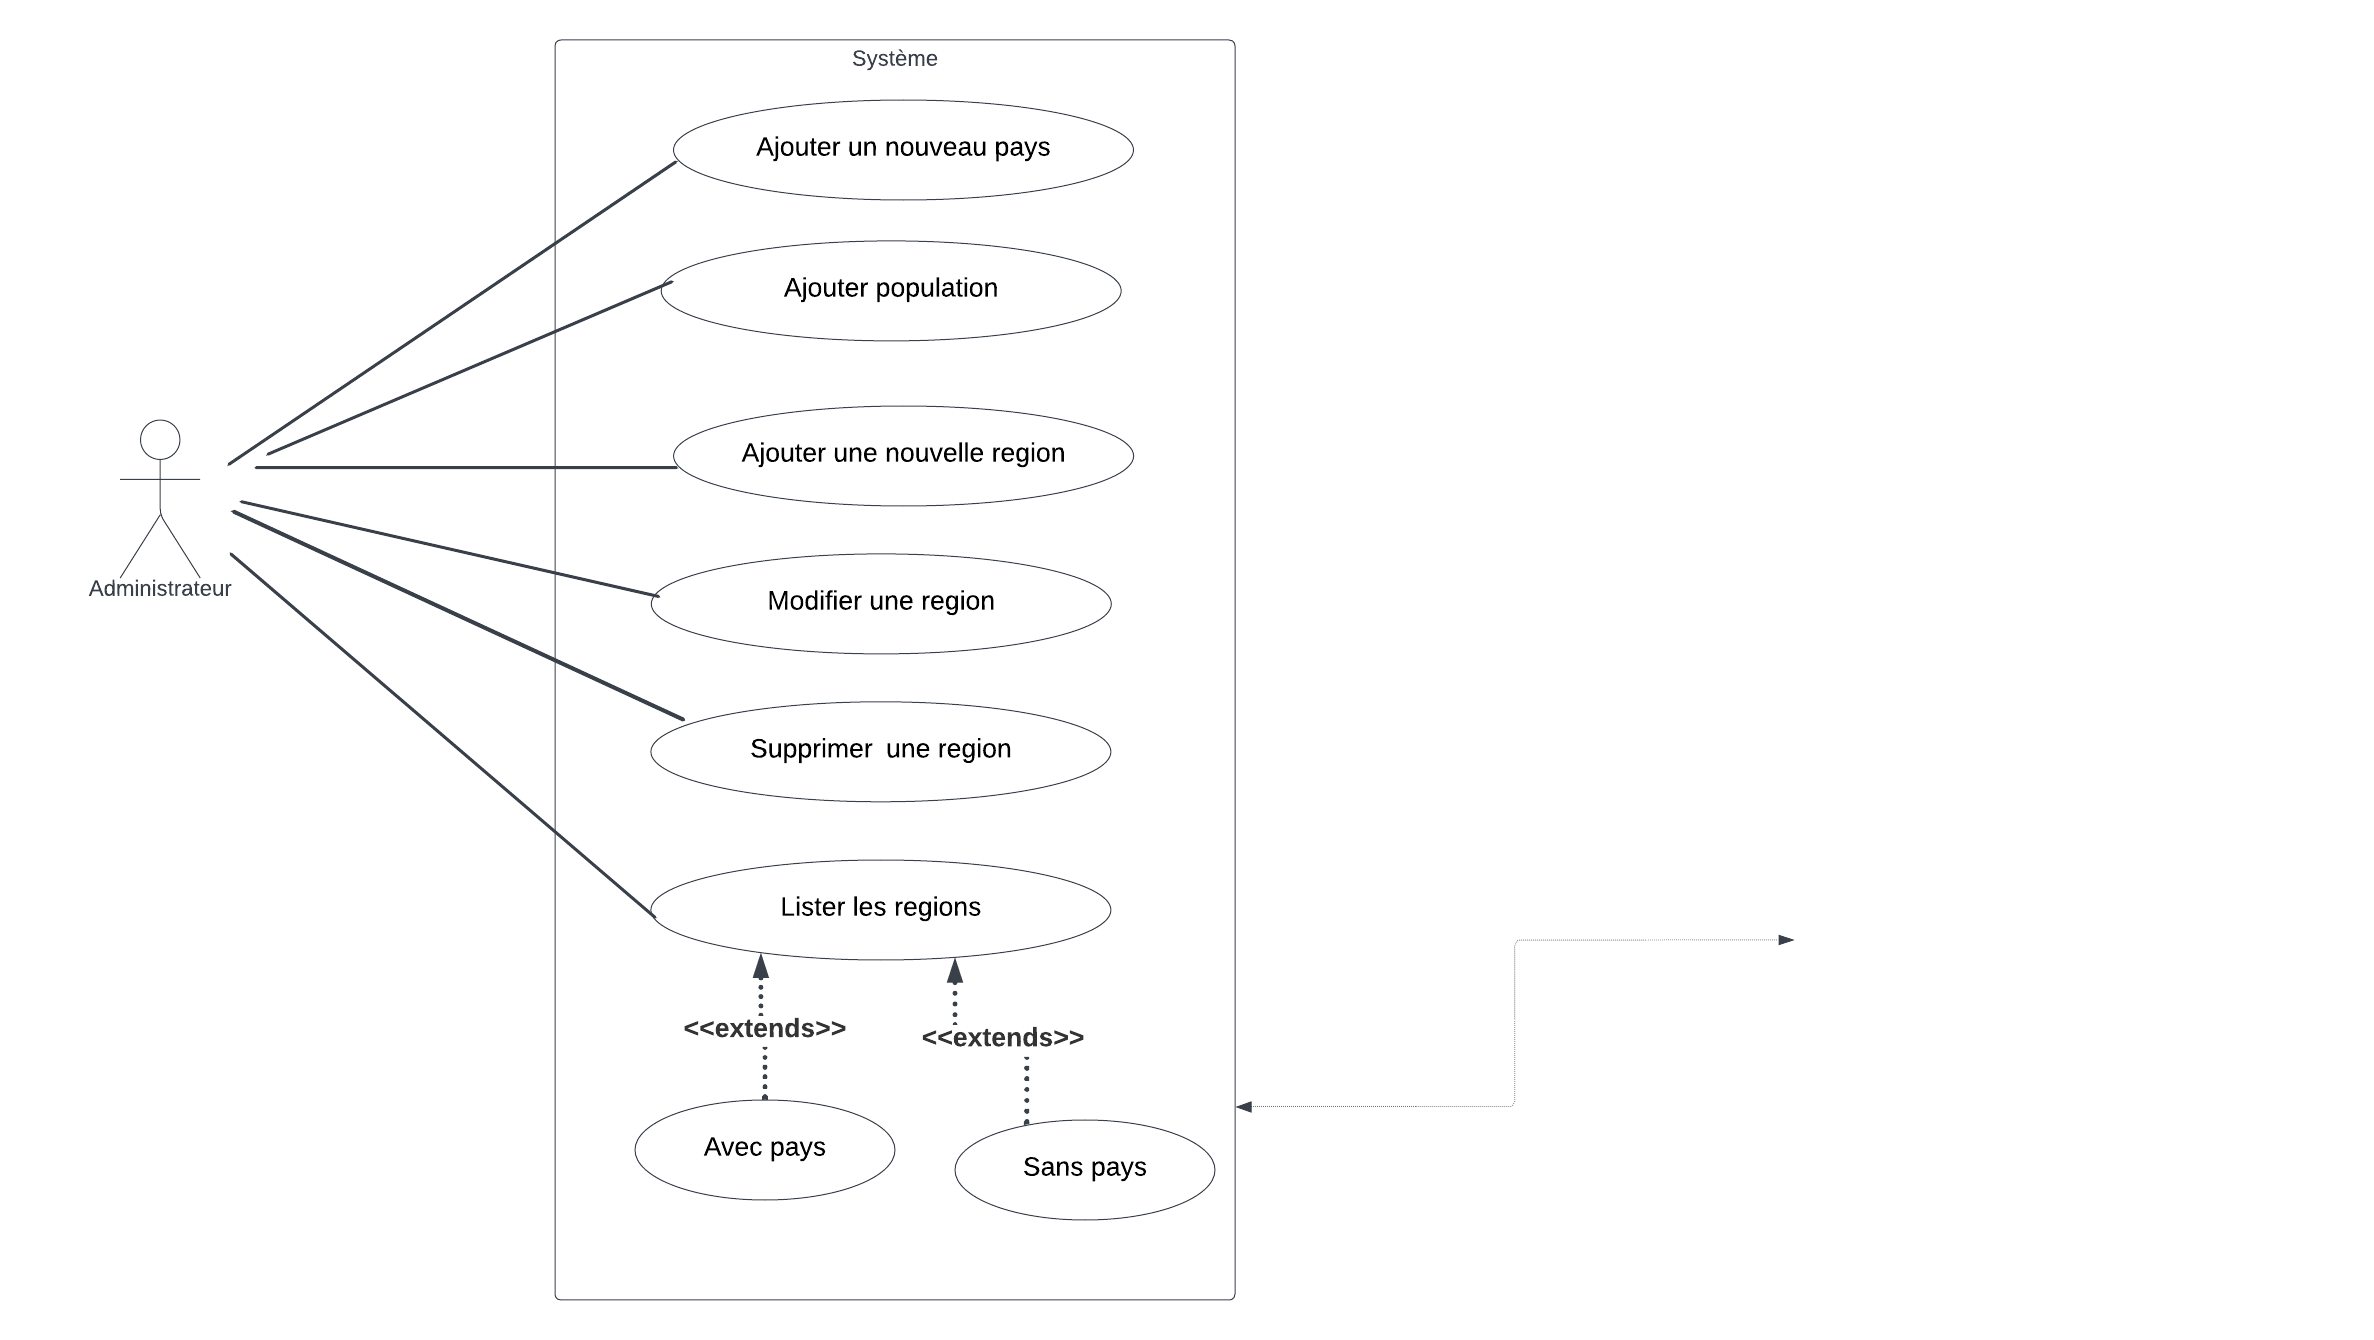 Système
Ajouter un nouveau pays
Ajouter population
Ajouter une nouvelle region
Modifier une region
Administrateur
Supprimer  une region
Lister les regions
<<extends>>
<<extends>>
Avec pays
Sans pays